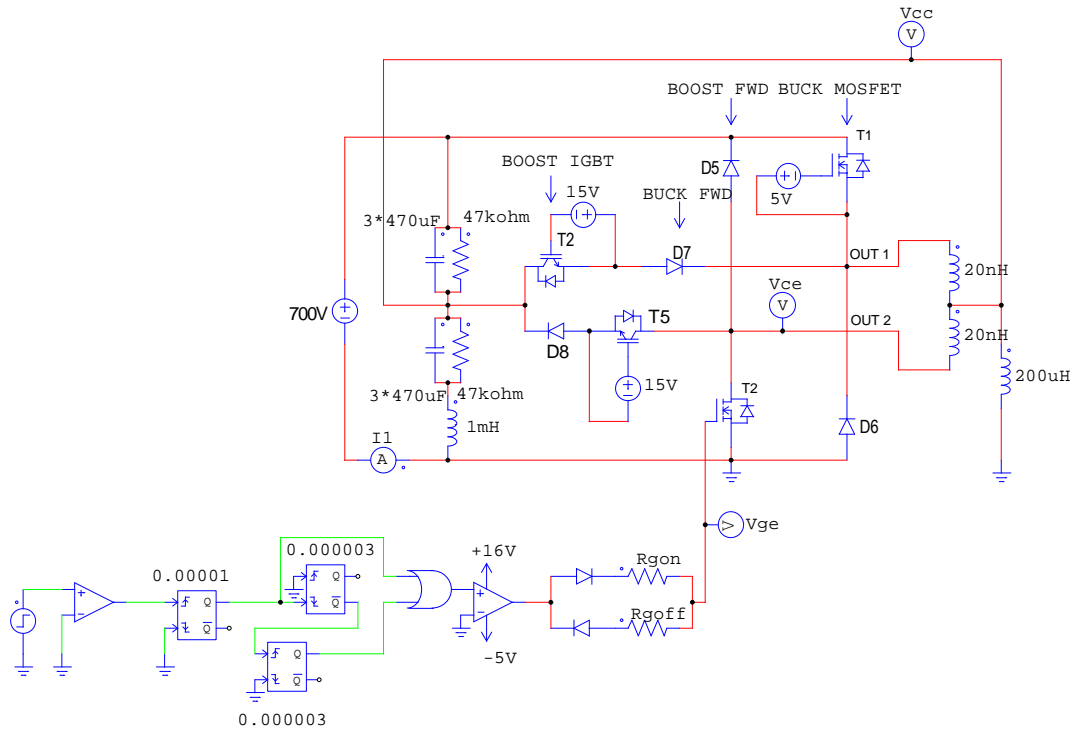 Vcc
V
BOOST FWD BUCK MOSFET
T1
D5
BOOST IGBT
15V
5V
BUCK FWD
3*470uF
47kohm
T2
D7
OUT 1
20nH
Vce
V
700V
T5
OUT 2
D8
20nH
15V
200uH
3*470uF
47kohm
T2
1mH
D6
I1
A
+16V
V
Vge
0.000003
0.00001
Rgon
Q
Q
Q
Q
Rgoff
-5V
Q
Q
0.000003